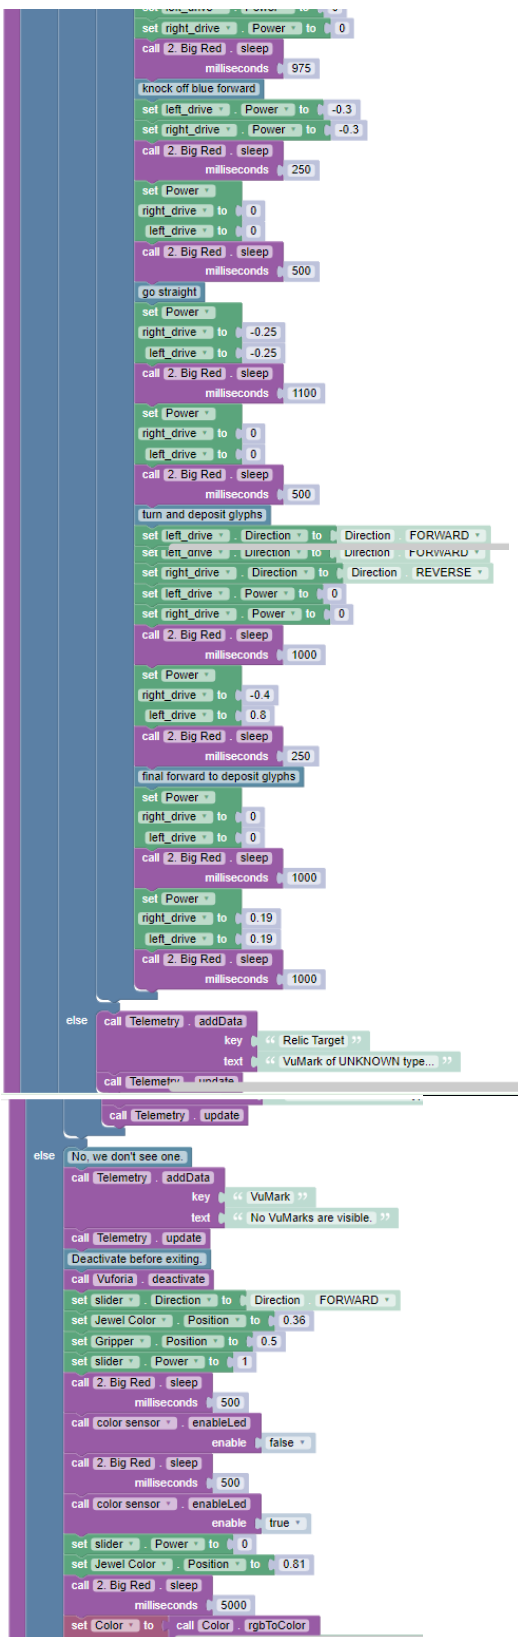 set left_drive . Power to 0
set right_drive . Power to 0
call 2. Big Red . sleep
milliseconds 975
knock off blue forward
set left_drive . Power to -0.3
set right_drive . Power to -0.3
call 2. Big Red . sleep
milliseconds 250
set Power
right_drive to 0
left_drive to 0
call 2. Big Red . sleep
milliseconds 500
go straight
set Power
right_drive to -0.25
left_drive to -0.25
call 2. Big Red . sleep
milliseconds 1100
set Power
right_drive to 0
left_drive to 0
call 2. Big Red . sleep
milliseconds 500
turn and deposit glyphs
set left_drive . Direction to Direction . FORWARD
set left_drive . Direction to Direction . FORWARD
set right_drive . Direction to Direction . REVERSE
set left_drive . Power to 0
set right_drive . Power to 0
call 2. Big Red . sleep
milliseconds 1000
set Power
right_drive to -0.4
left_drive to 0.8
call 2. Big Red . sleep
milliseconds 250
final forward to deposit glyphs
set Power
right_drive to 0
left_drive to 0
call 2. Big Red . sleep
milliseconds 1000
set Power
right_drive to 0.19
left_drive to 0.19
call 2. Big Red . sleep
milliseconds 1000
else call Telemetry . addData
key “ Relic Target ”
text “ VuMark of UNKNOWN type... ”
call Telemetry . update
call Telemetry . update
else No, we don't see one.
call Telemetry . addData
key “ VuMark ”
text “ No VuMarks are visible. ”
call Telemetry . update
Deactivate before exiting.
call Vuforia . deactivate
set slider . Direction to Direction . FORWARD
set Jewel Color . Position to 0.36
set Gripper . Position to 0.5
set slider . Power to 1
call 2. Big Red . sleep
milliseconds 500
call color sensor . enableLed
enable false
call 2. Big Red . sleep
milliseconds 500
call color sensor . enableLed
enable true
set slider . Power to 0
set Jewel Color . Position to 0.81
call 2. Big Red . sleep
milliseconds 5000
set Color to call Color . rgbToColor